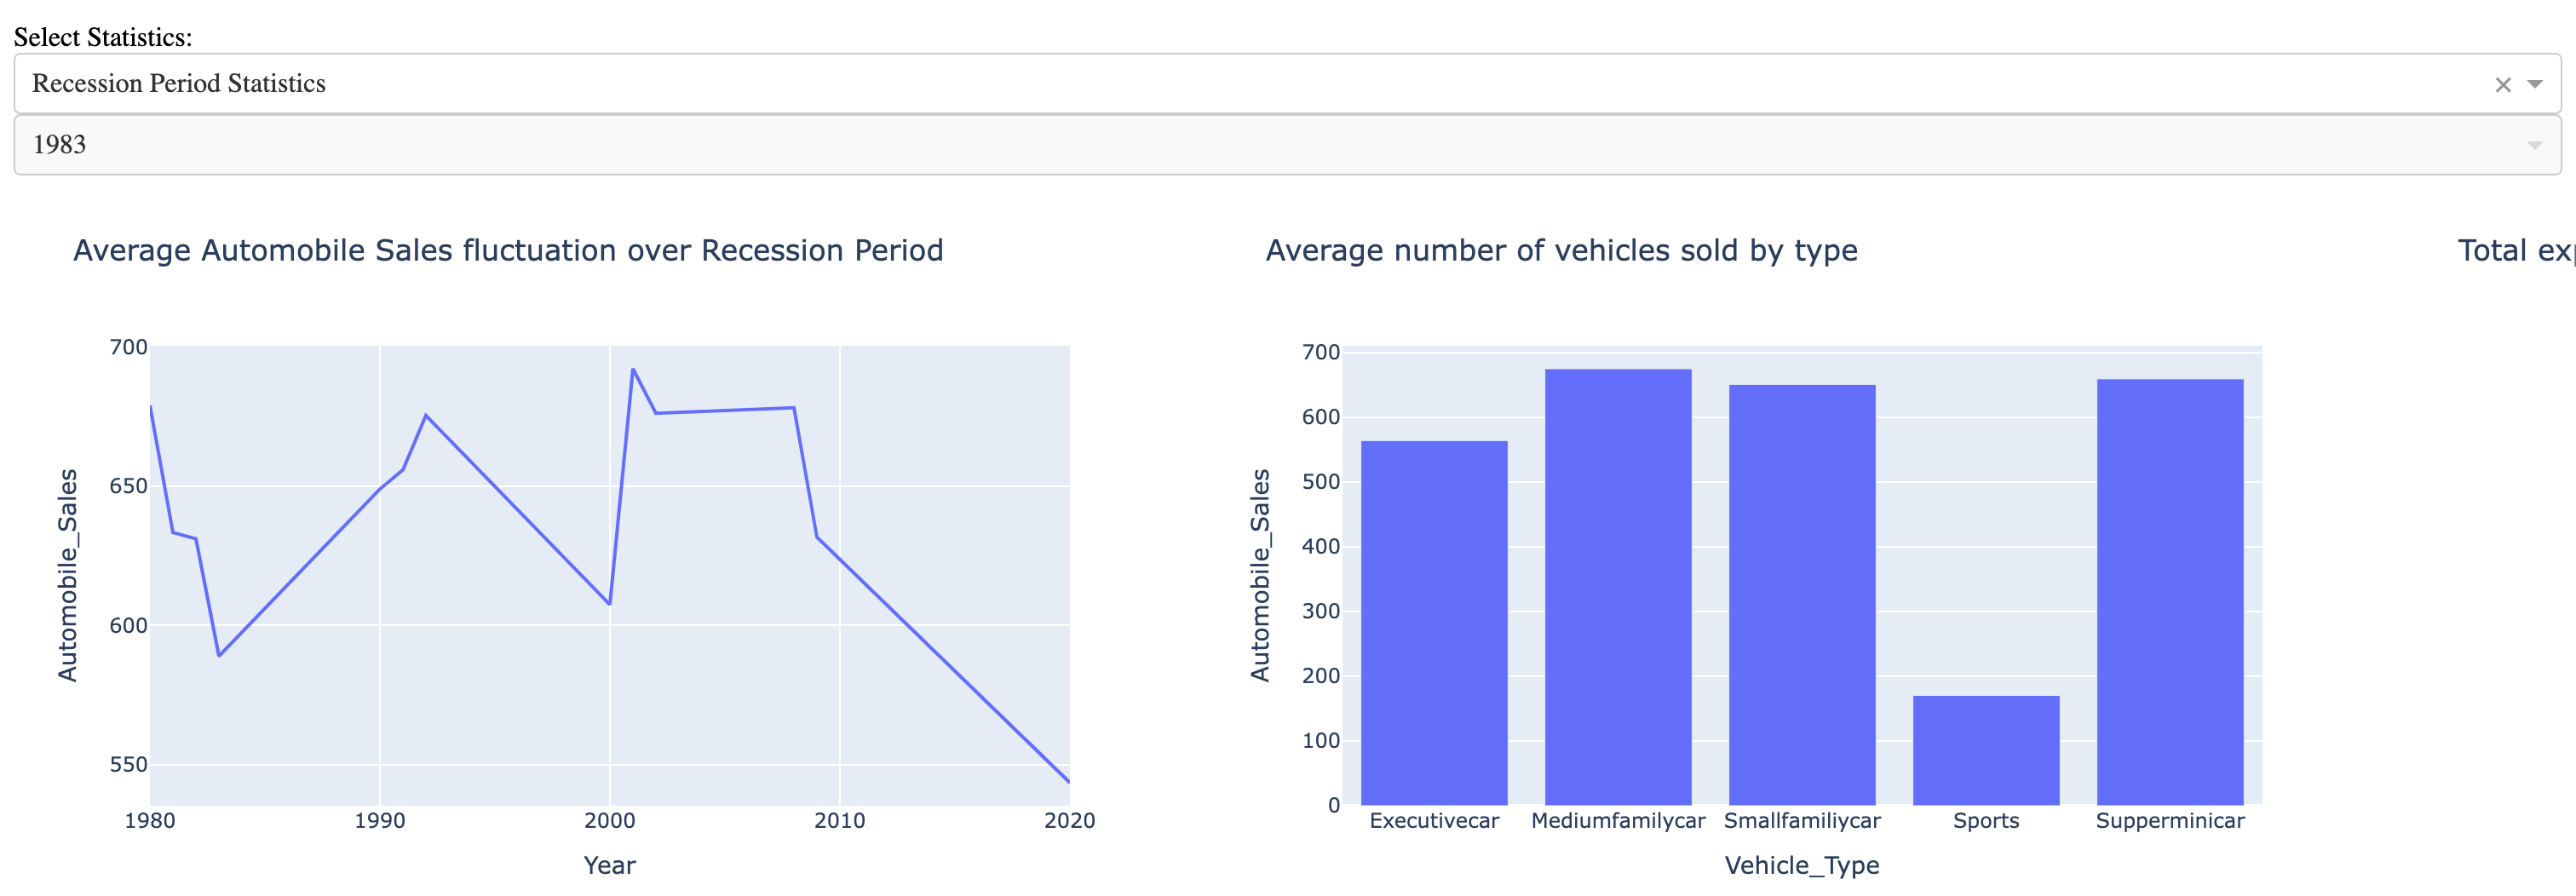 Select Statistics:
Recession Period Statistics
1983
Average Automobile Sales fluctuation over Recession Period
700
650
600
550
Automobile_Sales
1980 1990 2000 2010 2020
Year
Average number of vehicles sold by type
700
600
500
400
300
200
100
0
Automobile_Sales
Executivecar Mediumfamilycar Smallfamiliycar Sports Supperminicar
Vehicle_Type
Total